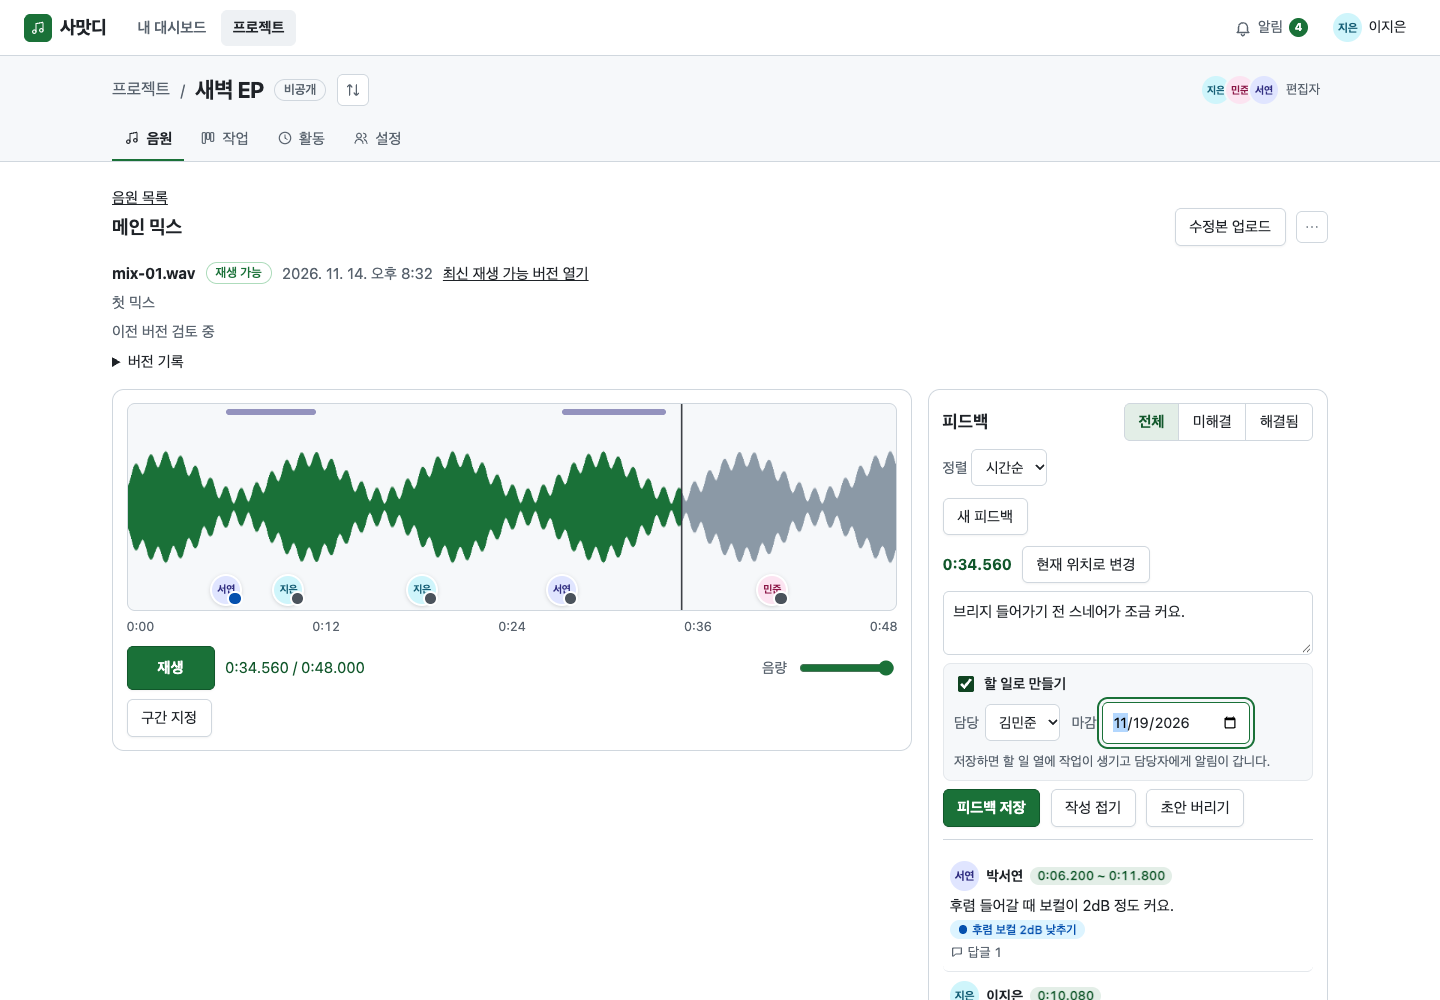 사맛디 내 대시보드 프로젝트 알림 4 지은 이지은
프로젝트 / 새벽 EP 비공개 지은 민준 서연 편집자
음원 작업 활동 설정
음원 목록
메인 믹스 수정본 업로드 ...
mix-01.wav 재생 가능 2026. 11. 14. 오후 8:32 최신 재생 가능 버전 열기
첫 믹스
이전 버전 검토 중
버전 기록
서연 지은 지은 서연 민준
0:00 0:12 0:24 0:36 0:48
재생 0:34.560 / 0:48.000 음량
구간 지정
피드백 전체 미해결 해결됨
정렬 시간순
새 피드백
0:34.560 현재 위치로 변경
브리지 들어가기 전 스네어가 조금 커요.
할 일로 만들기
담당 김민준 마감 11/19/2026
저장하면 할 일 열에 작업이 생기고 담당자에게 알림이 갑니다.
피드백 저장 작성 접기 초안 버리기
서연 박서연 0:06.200 ~ 0:11.800
후렴 들어갈 때 보컬이 2dB 정도 커요.
후렴 보컬 2dB 낮추기
답글 1
지은 이지은 0:10.080